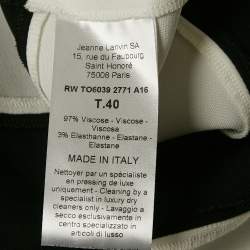 Jeanne Lanvin SA
15, rue du Faubourg
Saint Honoré
75008 Paris
RW TO6039 2771 A16
T.40
97% Viscose - Viscose -
Viscosa
3% Elasthanne - Elastane -
Elastane
MADE IN ITALY
Nettoyer par un spécialiste
en pressing de luxe
uniquement - Cleaning by a
specialist in luxury dry
cleaners only - Lavaggio a
secco esclusivamente in
centro specializzato in
articoli di lusso